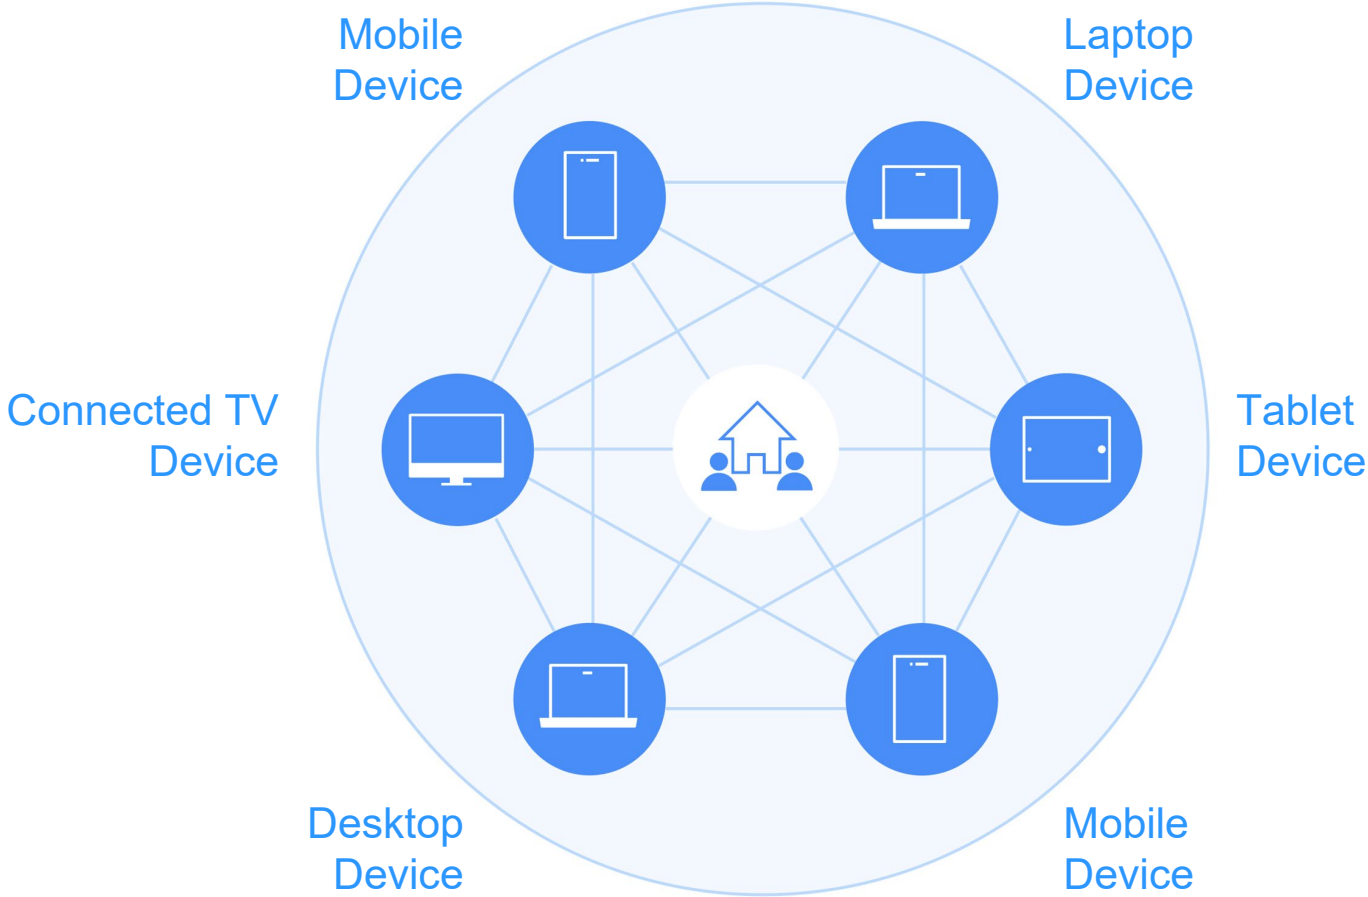 Mobile
Device
Laptop
Device
Connected TV
Device
Tablet
Device
Desktop
Device
Mobile
Device